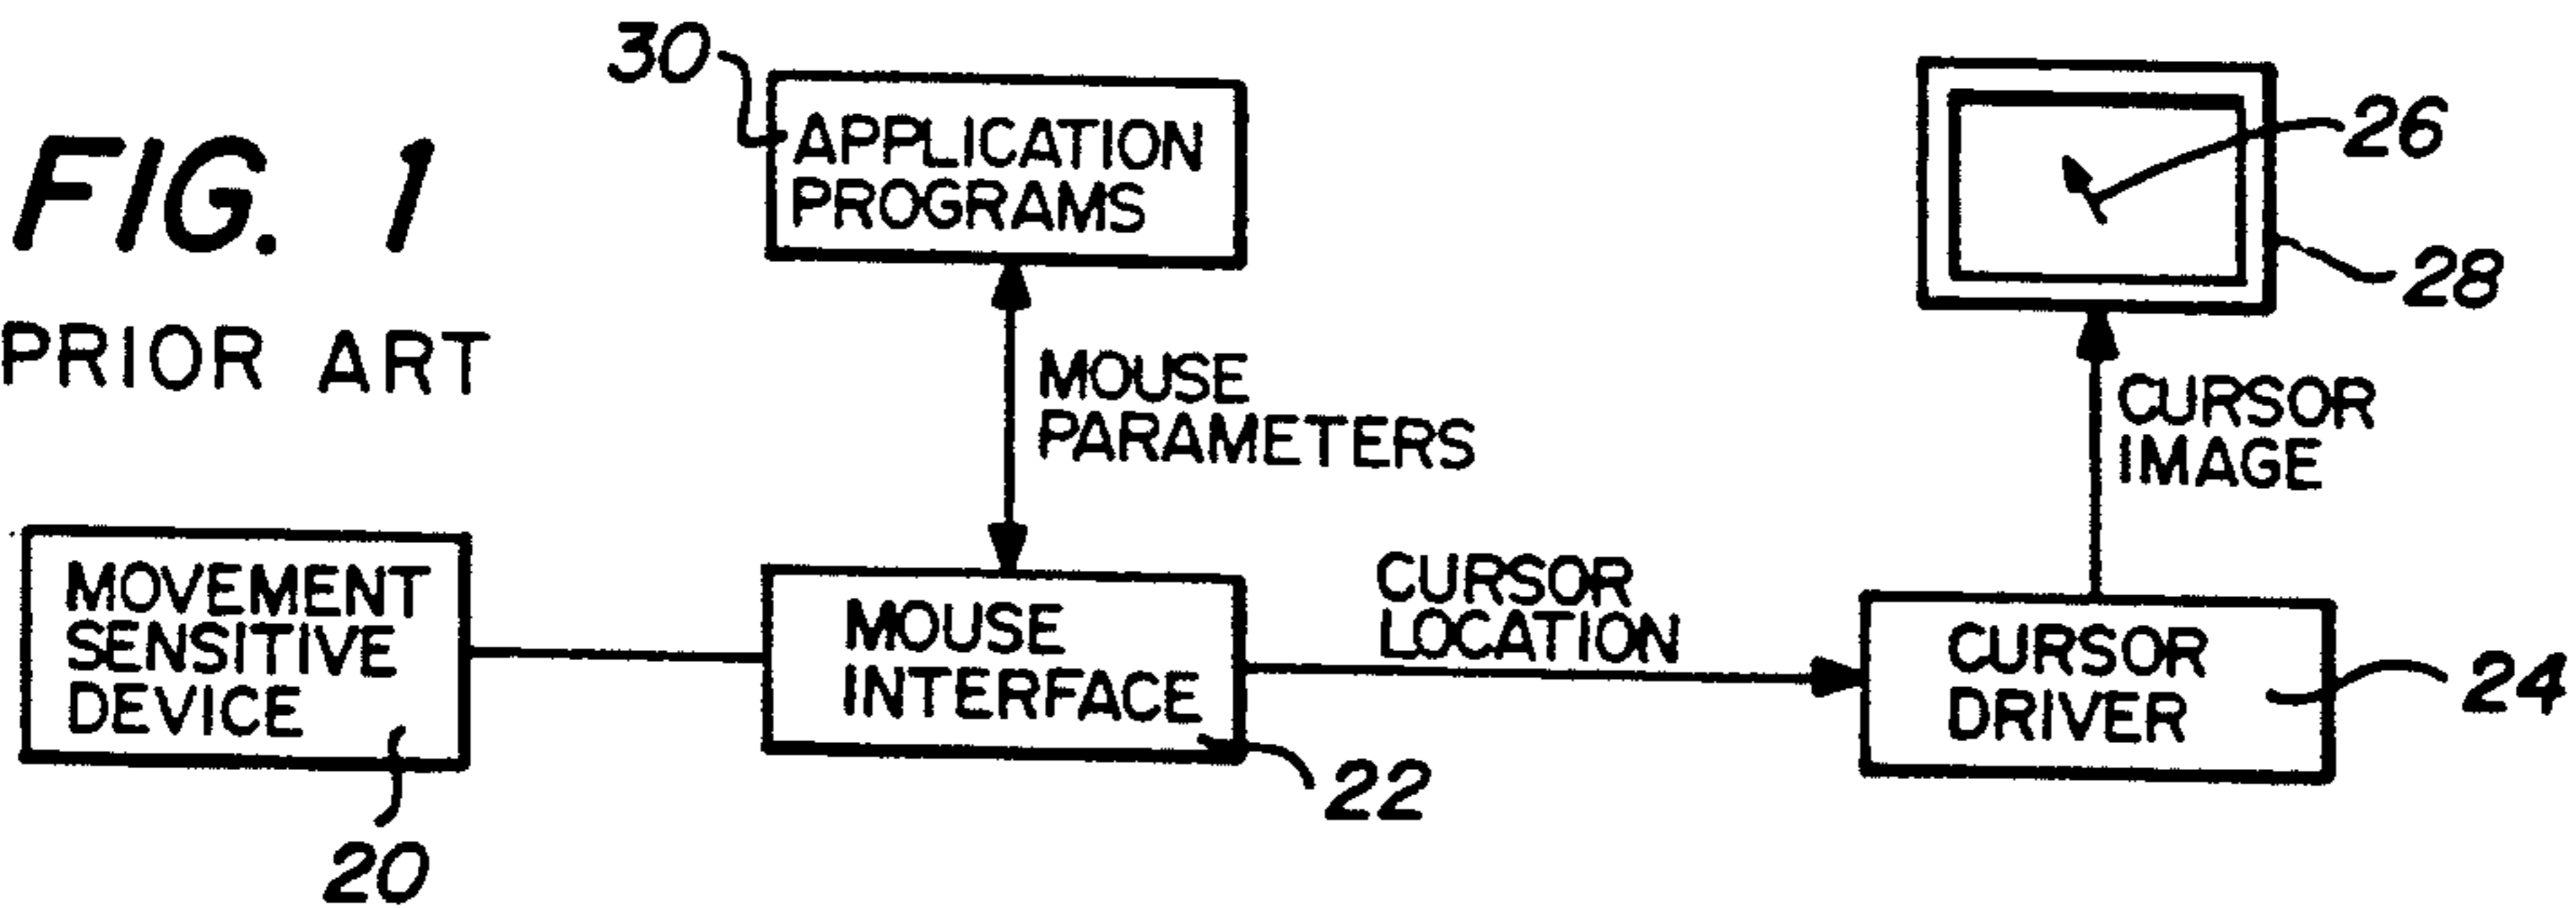 FIG. 1
PRIOR ART
30
APPLICATION
PROGRAMS
26
28
MOUSE
PARAMETERS
CURSOR
IMAGE
MOVEMENT
SENSITIVE
DEVICE
20
MOUSE
INTERFACE
22
CURSOR
LOCATION
CURSOR
DRIVER
24